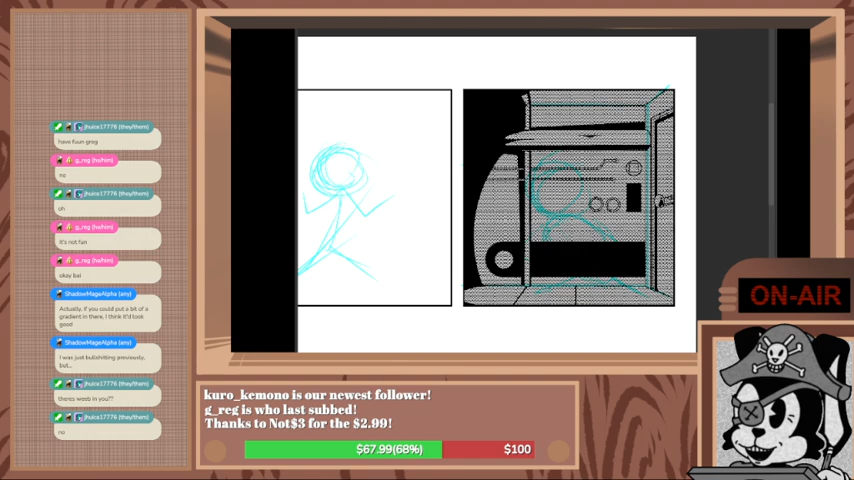 jhuice17776 (they/them)
have fuun greg
g_reg (he/him)
no
jhuice17776 (they/them)
oh
g_reg (he/him)
it's not fun
g_reg (he/him)
okay bai
ShadowMageAlpha (any)
Actually, if you could put a bit of a
gradient in there, I think it'd look
good
ShadowMageAlpha (any)
I was just bullshitting previously,
but...
jhuice17776 (they/them)
theres weeb in you??
jhuice17776 (they/them)
no
ON-AIR
kuro_kemono is our newest follower!
g_reg is who last subbed!
Thanks to Not$3 for the $2.99!
$67.99(68%) $100